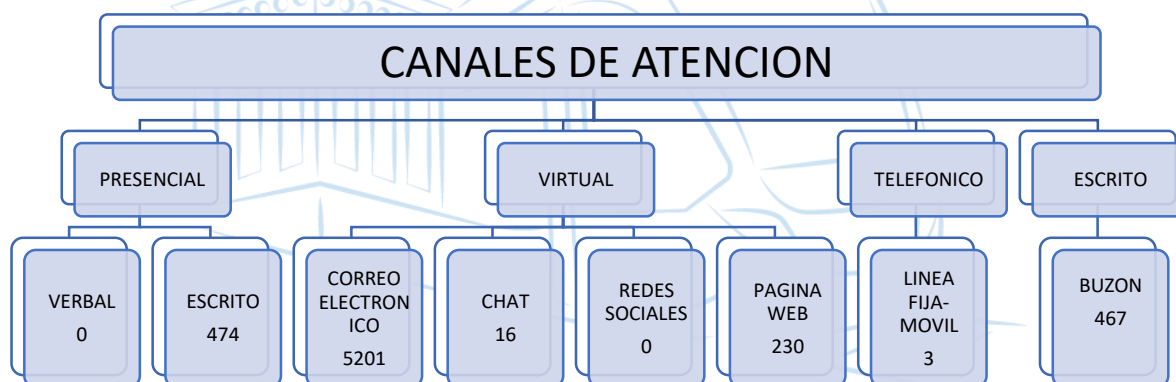 CANALES DE ATENCION
PRESENCIAL
VIRTUAL
TELEFONICO
ESCRITO
VERBAL
0
ESCRITO
474
CORREO
ELECTRON
ICO
5201
CHAT
16
REDES
SOCIALES
0
PAGINA
WEB
230
LINEA
FIJA-
MOVIL
3
BUZON
467